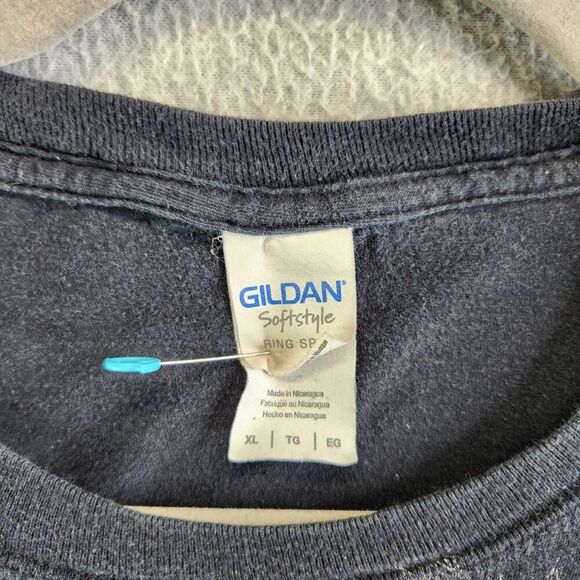 GILDAN®
Softstyle
RING SP
Made in Nicaragua
Fabriqué au Nicaragua
Hecho en Nicaragua
XL | TG | EG